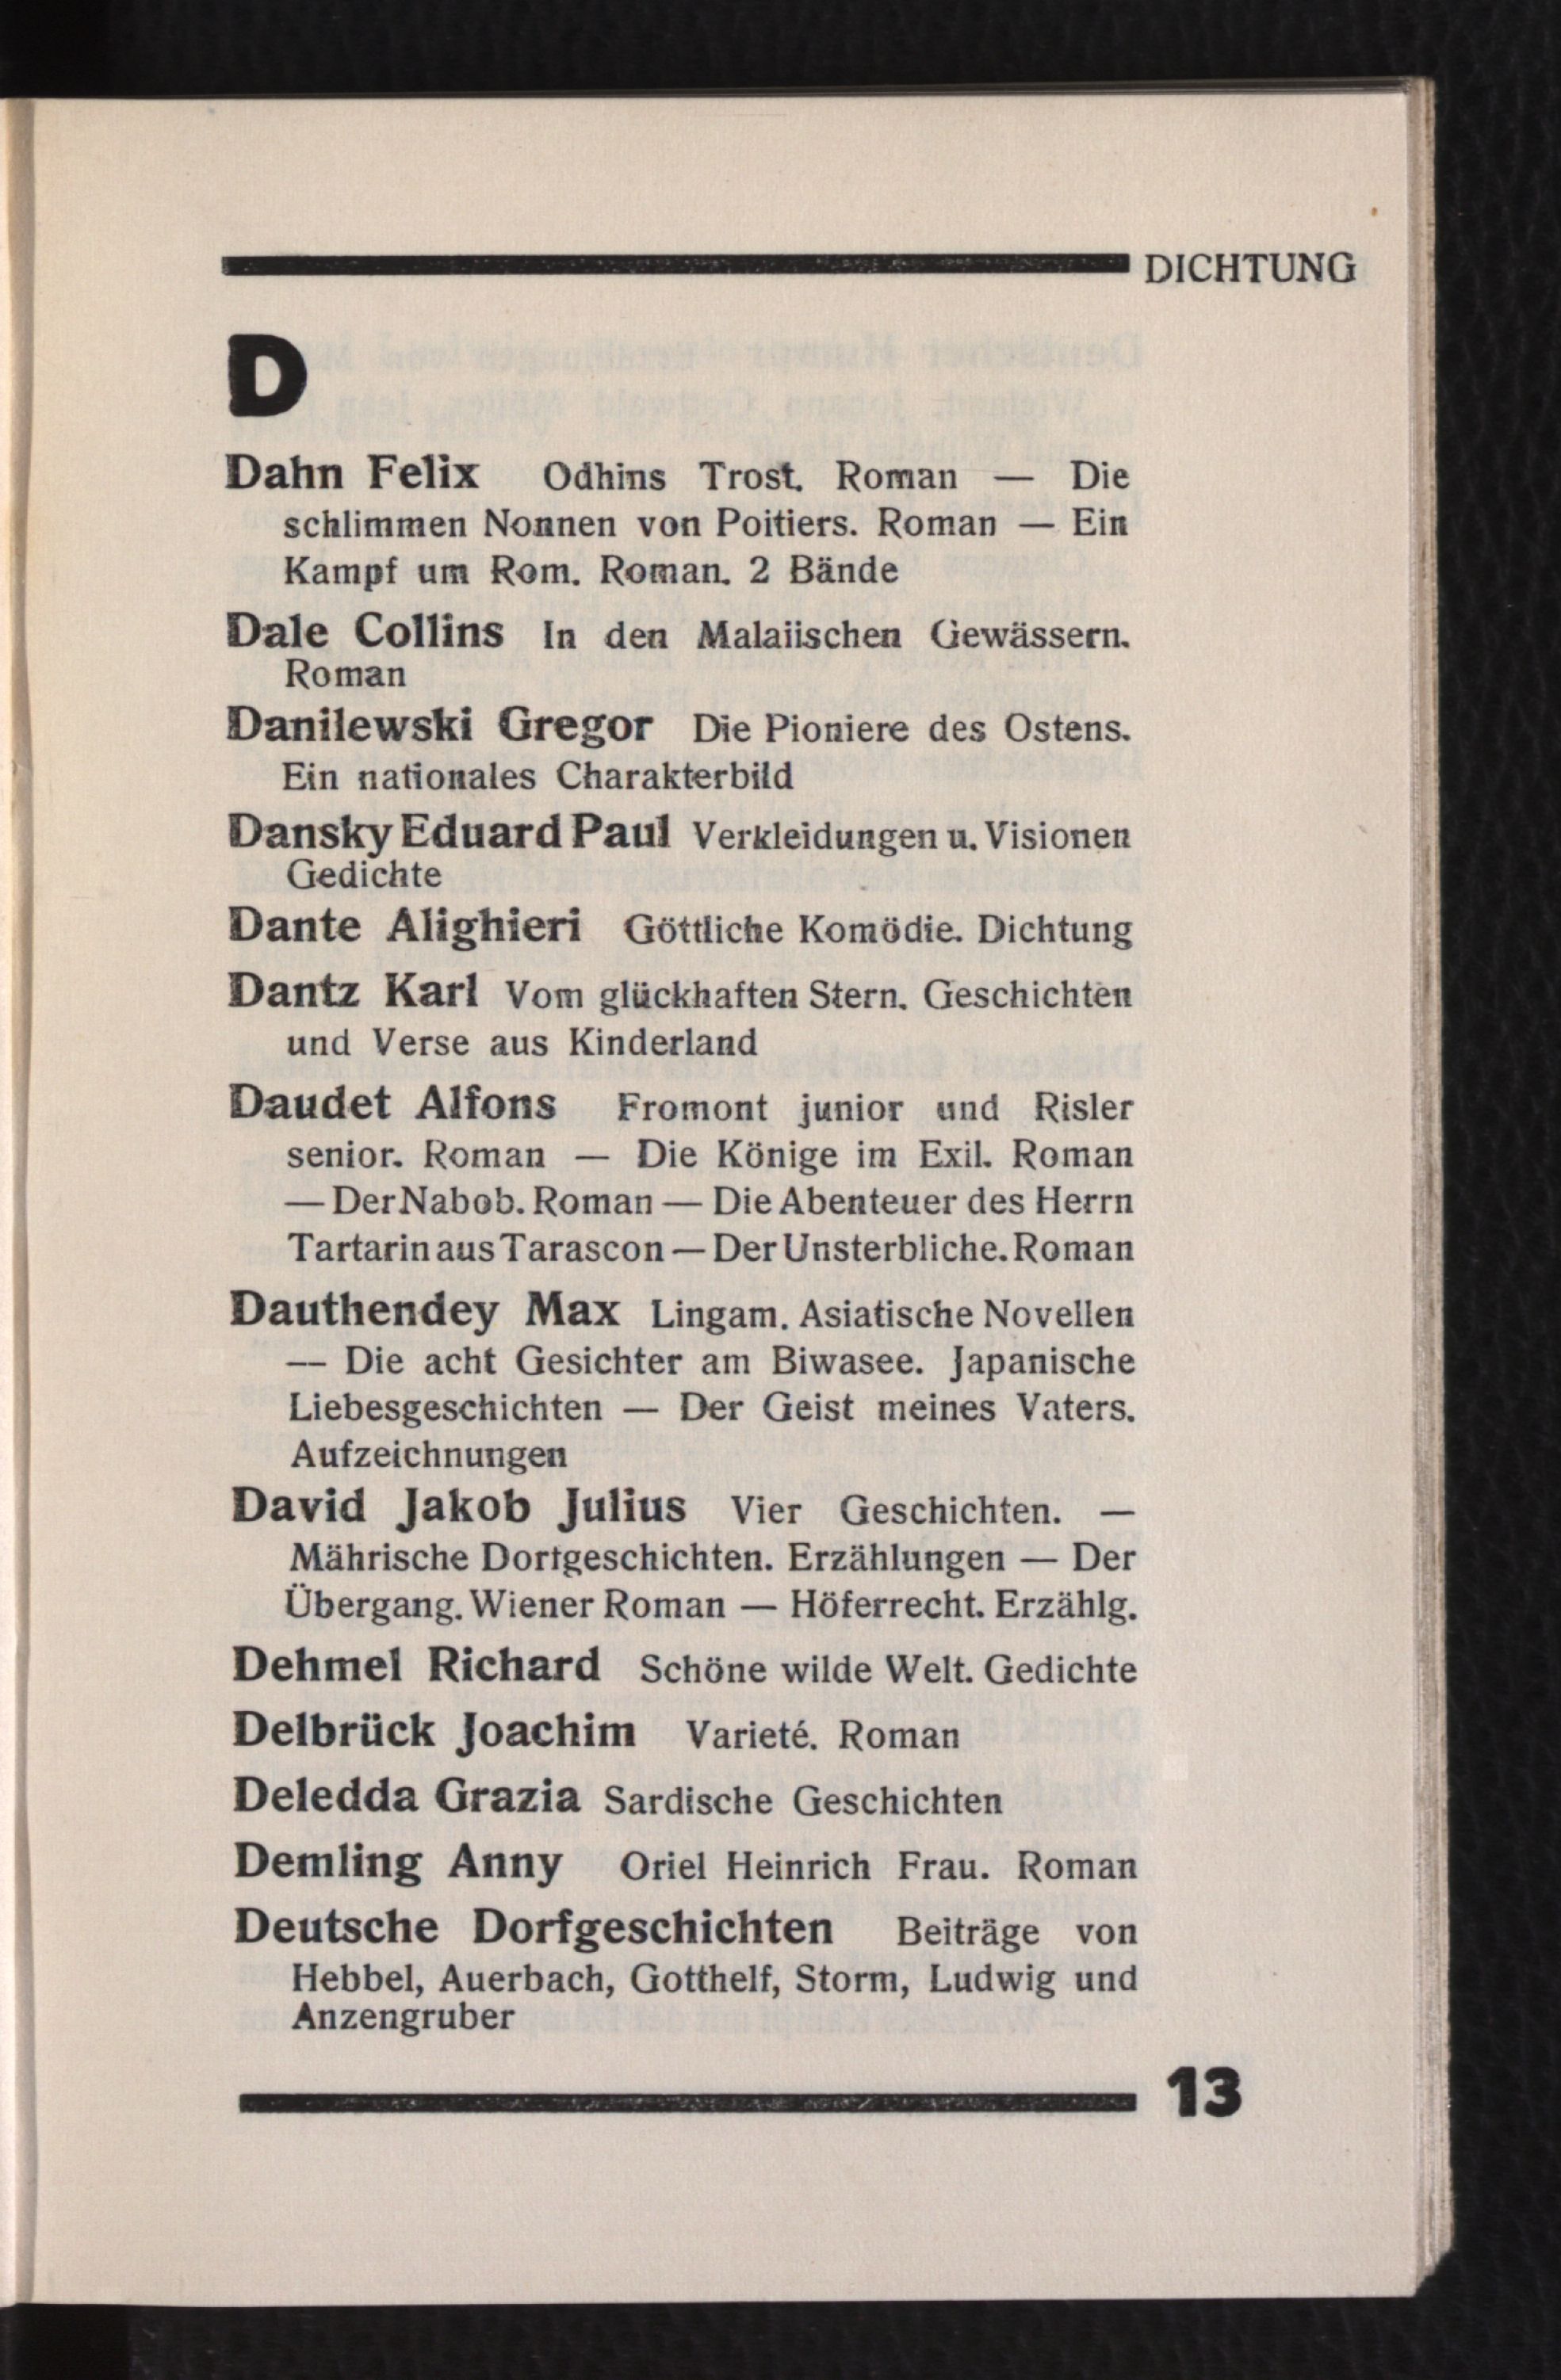 DICHTUNG
D
Dahn Felix Odhins Trost. Roman — Die
schlimmen Nonnen von Poitiers. Roman — Ein
Kampf um Rom. Roman. 2 Bände
Dale Collins In den Malaiischen Gewässern.
Roman
Danilewski Gregor Die Pioniere des Ostens.
Ein nationales Charakterbild
Dansky Eduard Paul Verkleidungen u. Visionen
Gedichte
Dante Alighieri Göttliche Komödie. Dichtung
Dantz Karl Vom glückhaften Stern. Geschichten
und Verse aus Kinderland
Daudet Alfons Fromont junior und Risler
senior. Roman — Die Könige im Exil. Roman
— Der Nabob. Roman — Die Abenteuer des Herrn
Tartarin aus Tarascon — Der Unsterbliche. Roman
Dauthendey Max Lingam. Asiatische Novellen
— Die acht Gesichter am Biwasee. Japanische
Liebesgeschichten — Der Geist meines Vaters.
Aufzeichnungen
David Jakob Julius Vier Geschichten. —
Mährische Dorfgeschichten. Erzählungen — Der
Übergang. Wiener Roman — Höferrecht. Erzählg.
Dehmel Richard Schöne wilde Welt. Gedichte
Delbrück Joachim Varieté. Roman
Deledda Grazia Sardische Geschichten
Demling Anny Oriel Heinrich Frau. Roman
Deutsche Dorfgeschichten Beiträge von
Hebbel, Auerbach, Gotthelf, Storm, Ludwig und
Anzengruber
13